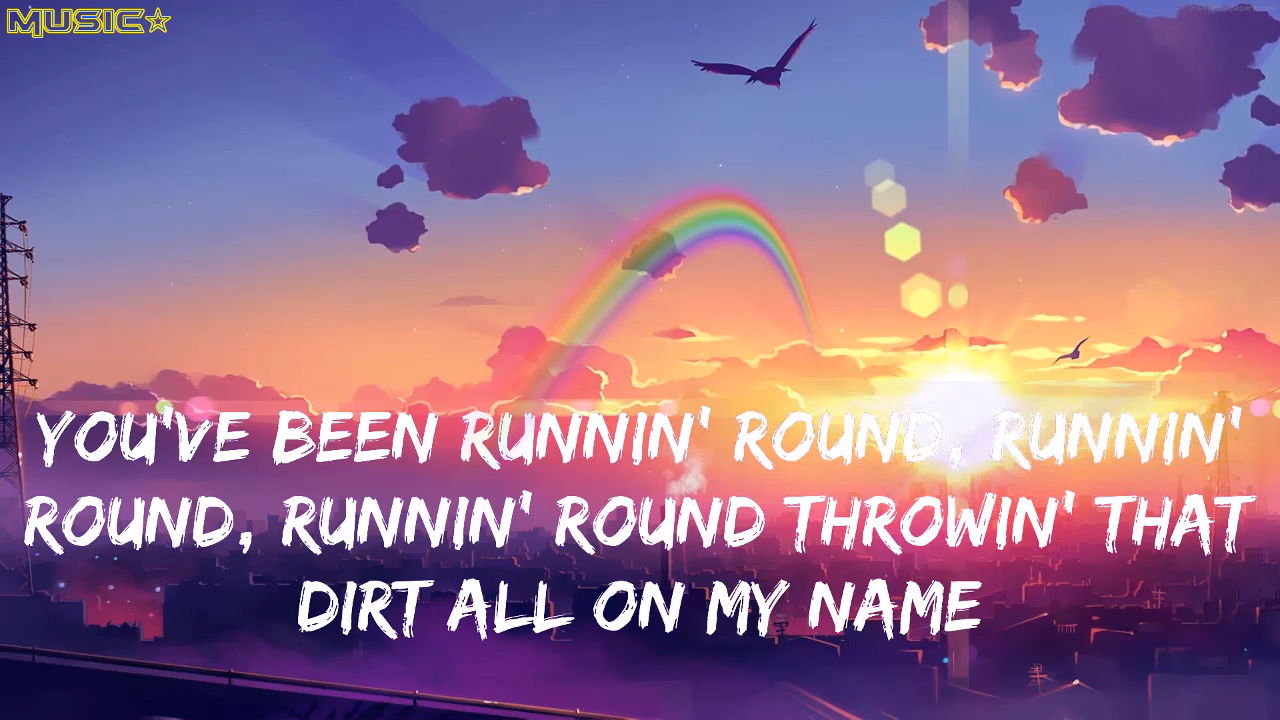 MUSIC☆
YOU'VE BEEN RUNNIN' ROUND, RUNNIN'
ROUND, RUNNIN' ROUND THROWIN' THAT
DIRT ALL ON MY NAME